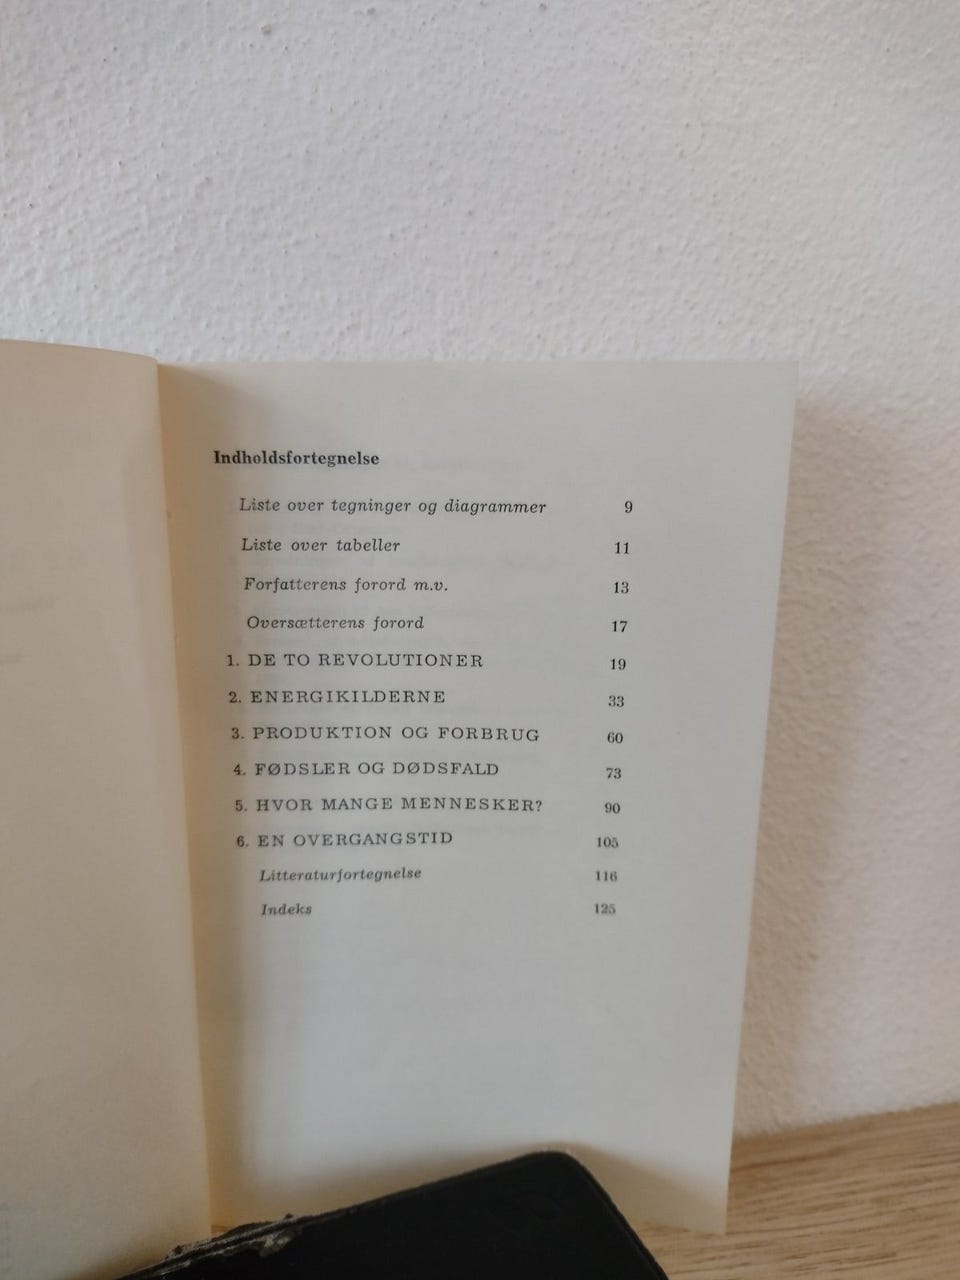 Indholdsfortegnelse
Liste over tegninger og diagrammer 9
Liste over tabeller 11
Forfatterens forord m.v. 13
Oversætterens forord 17
1. DE TO REVOLUTIONER 19
2. ENERGIKILDERNE 33
3. PRODUKTION OG FORBRUG 60
4. FØDSLER OG DØDSFALD 73
5. HVOR MANGE MENNESKER? 90
6. EN OVERGANGSTID 105
Litteraturfortegnelse 116
Indeks 125